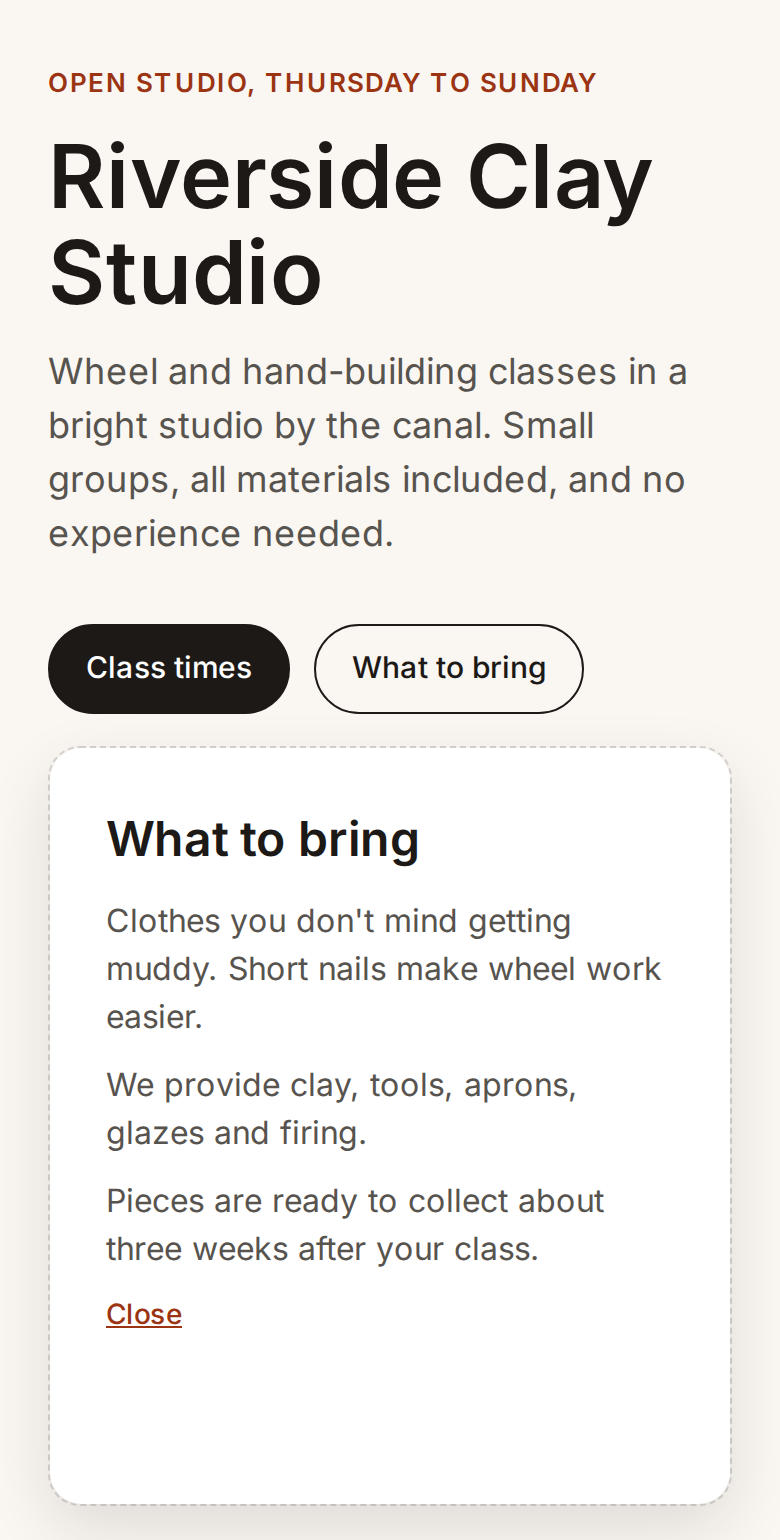 OPEN STUDIO, THURSDAY TO SUNDAY
Riverside Clay
Studio
Wheel and hand-building classes in a
bright studio by the canal. Small
groups, all materials included, and no
experience needed.
Class times
What to bring
What to bring
Clothes you don't mind getting
muddy. Short nails make wheel work
easier.
We provide clay, tools, aprons,
glazes and firing.
Pieces are ready to collect about
three weeks after your class.
Close